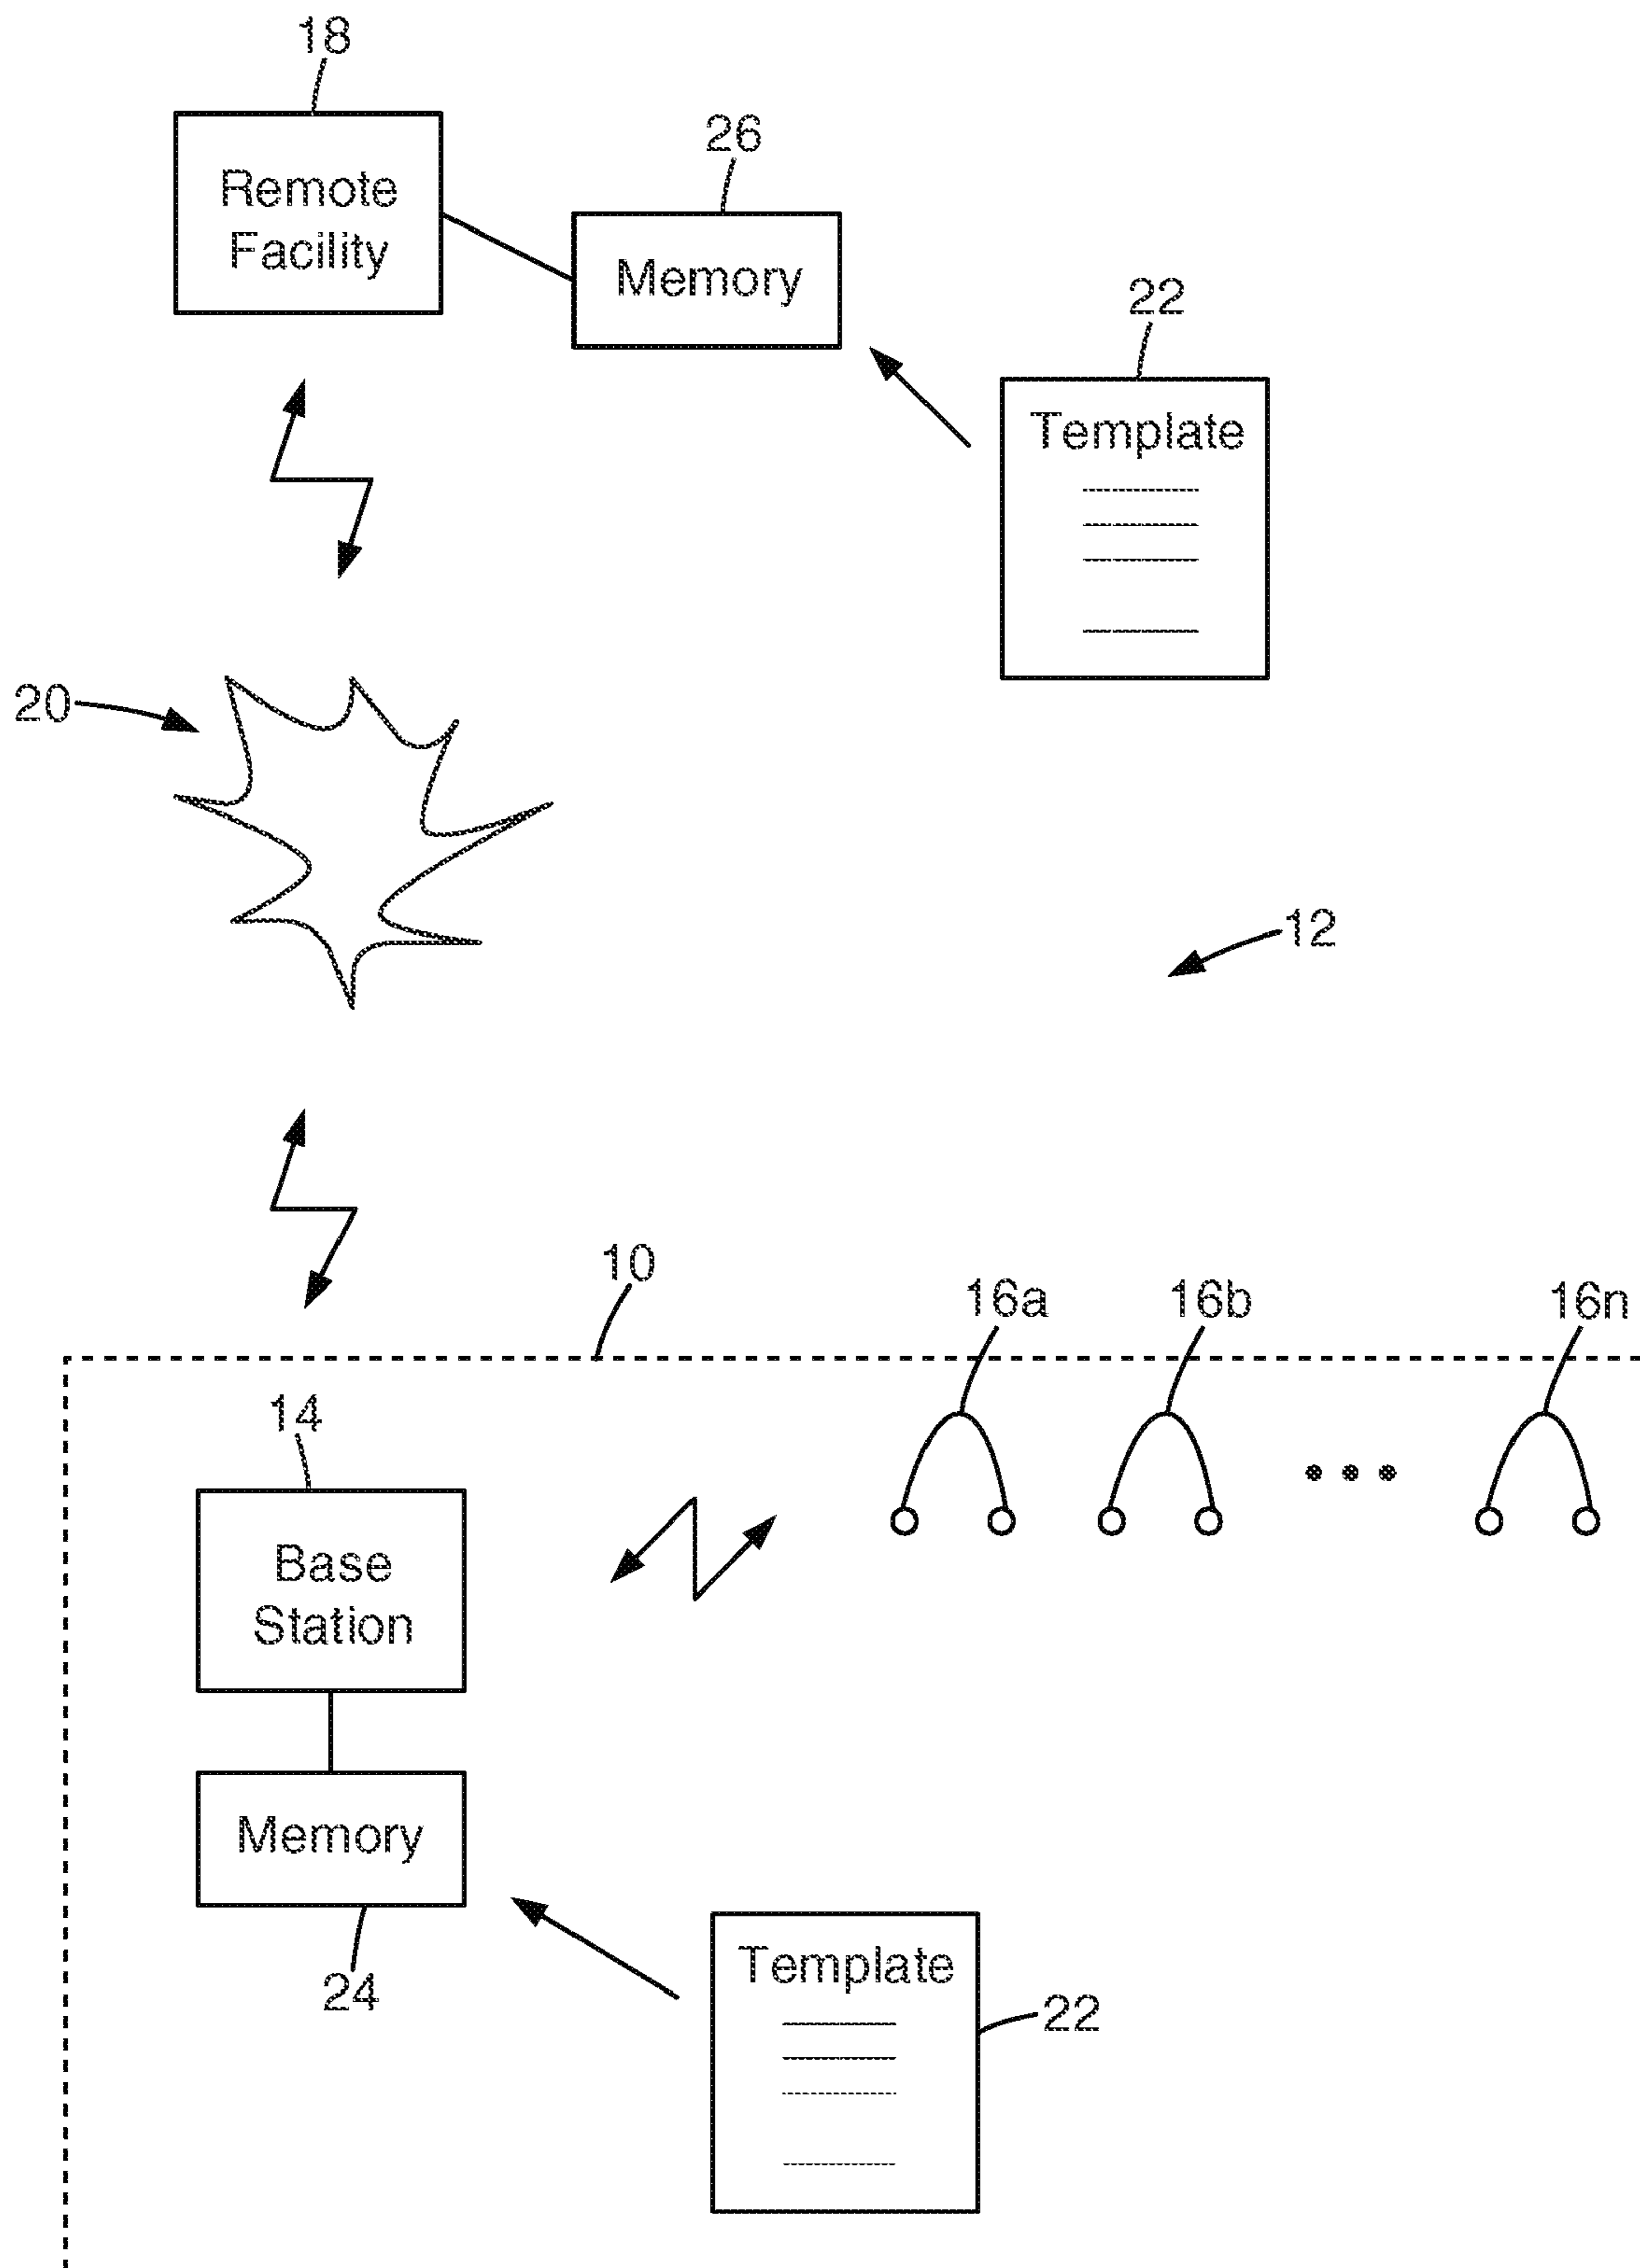 18
Remote
Facility
26
Memory
22
Template
20
12
10
16a
16b
16n
14
Base
Station
Memory
24
Template
22